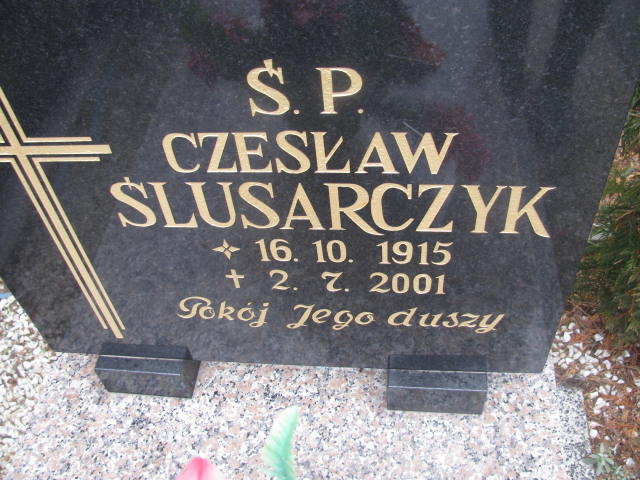 Ś. P.
CZESŁAW
ŚLUSARCZYK
16. 10. 1915
2. 7. 2001
Pokój Jego duszy